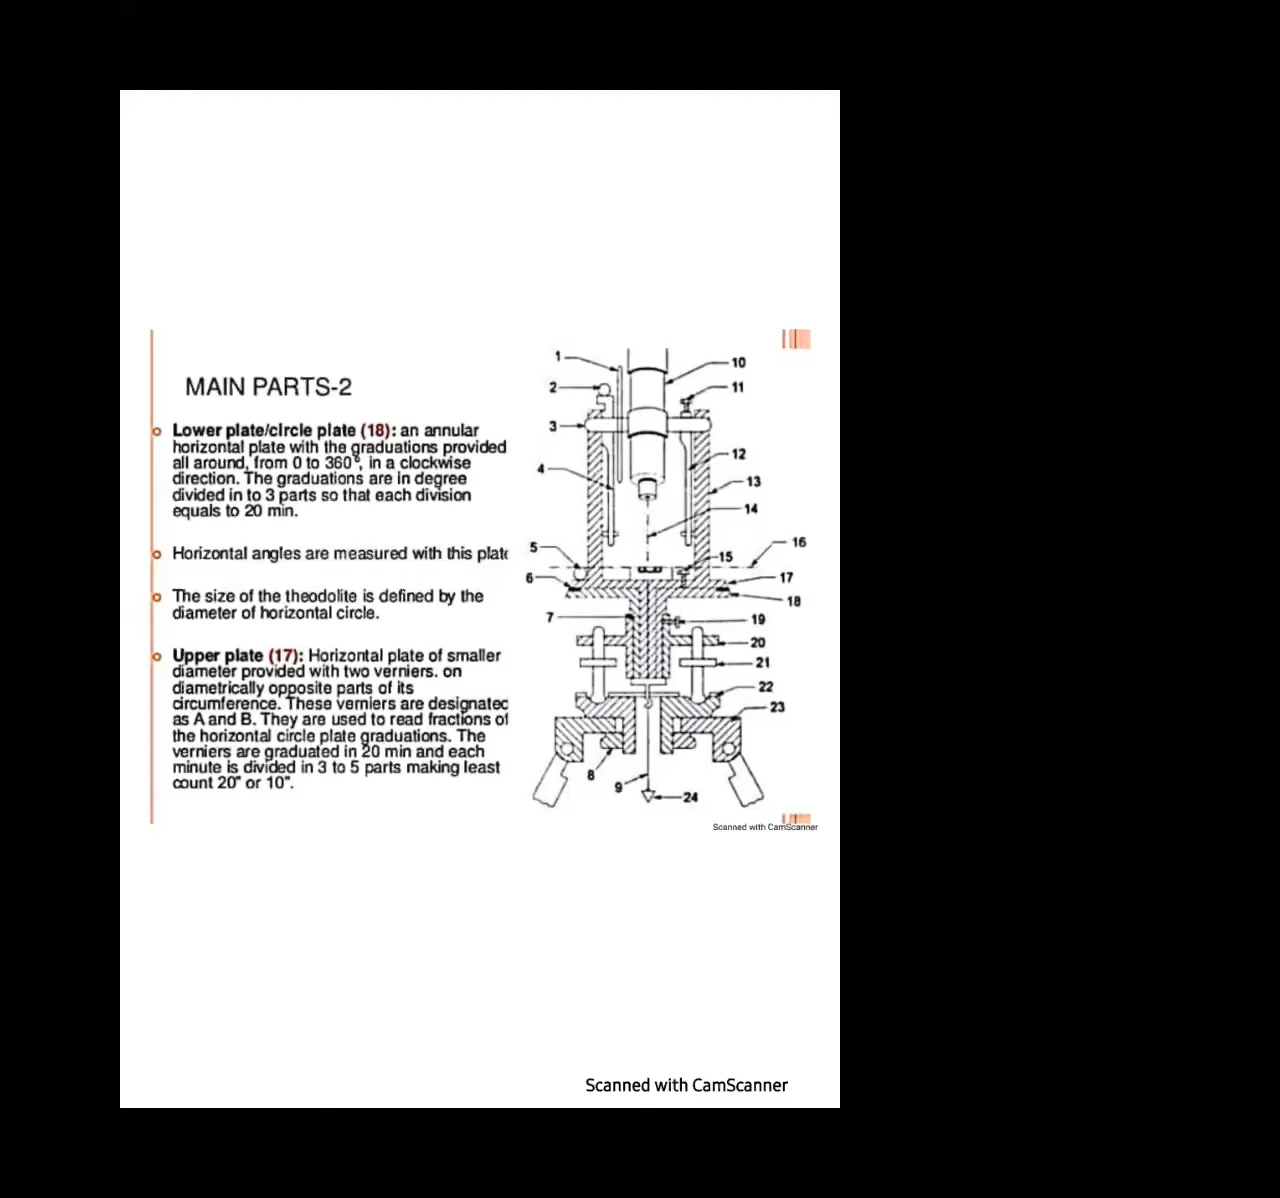 MAIN PARTS-2
Lower plate/circle plate (18): an annular
horizontal plate with the graduations provided
all around, from 0 to 360°, in a clockwise
direction. The graduations are in degree
divided in to 3 parts so that each division
equals to 20 min.
Horizontal angles are measured with this plate
The size of the theodolite is defined by the
diameter of horizontal circle.
Upper plate (17): Horizontal plate of smaller
diameter provided with two verniers. on
diametrically opposite parts of its
circumference. These verniers are designated
as A and B. They are used to read fractions of
the horizontal circle plate graduations. The
verniers are graduated in 20 min and each
minute is divided in 3 to 5 parts making least
count 20" or 10".
1
2
3
4
5
6
7
8
9
10
11
12
13
14
15
16
17
18
19
20
21
22
23
24
Scanned with CamScanner
Scanned with CamScanner